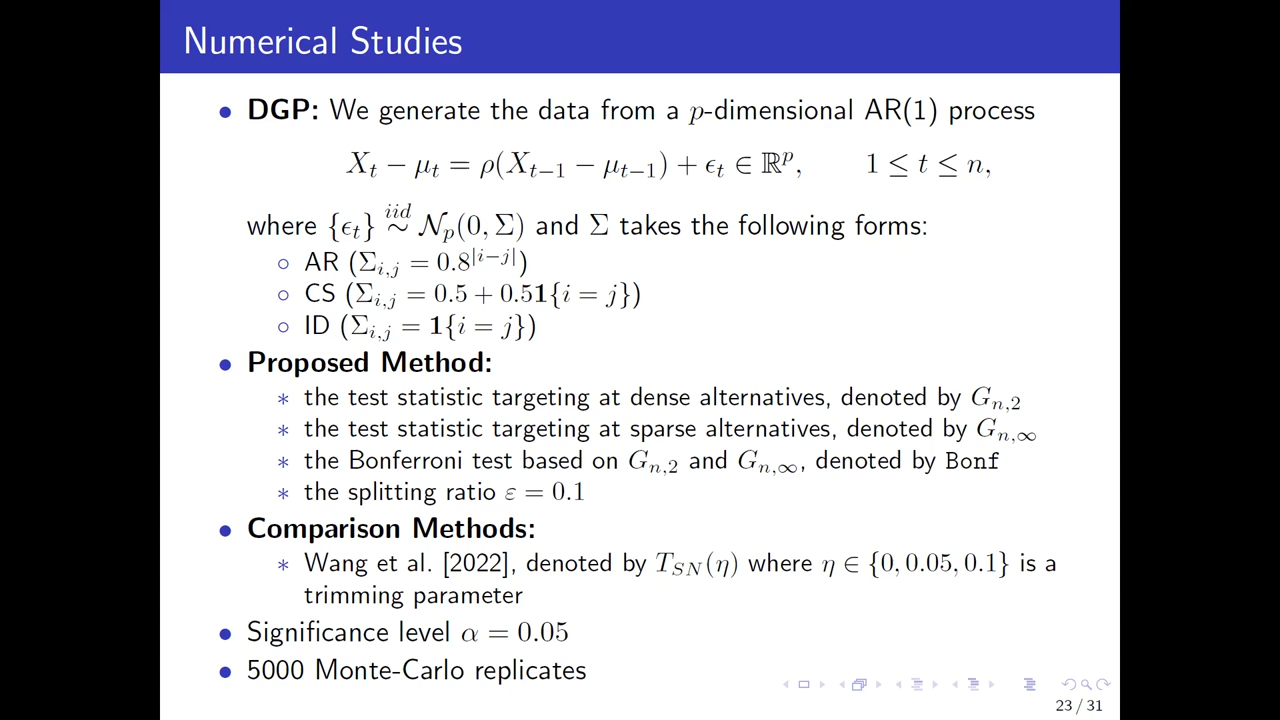 Numerical Studies
• DGP: We generate the data from a p-dimensional AR(1) process
X_t − μ_t = ρ(X_{t−1} − μ_{t−1}) + ϵ_t ∈ ℝ^p, 1 ≤ t ≤ n,
where {ϵ_t} \overset{iid}{∼} 𝒩_p(0, Σ) and Σ takes the following forms:
○ AR (Σ_{i,j} = 0.8^{|i−j|})
○ CS (Σ_{i,j} = 0.5 + 0.5𝟏{i = j})
○ ID (Σ_{i,j} = 𝟏{i = j})
• Proposed Method:
∗ the test statistic targeting at dense alternatives, denoted by G_{n,2}
∗ the test statistic targeting at sparse alternatives, denoted by G_{n,∞}
∗ the Bonferroni test based on G_{n,2} and G_{n,∞}, denoted by Bonf
∗ the splitting ratio ε = 0.1
• Comparison Methods:
∗ Wang et al. [2022], denoted by T_{SN}(η) where η ∈ {0, 0.05, 0.1} is a
trimming parameter
• Significance level α = 0.05
• 5000 Monte-Carlo replicates
23 / 31